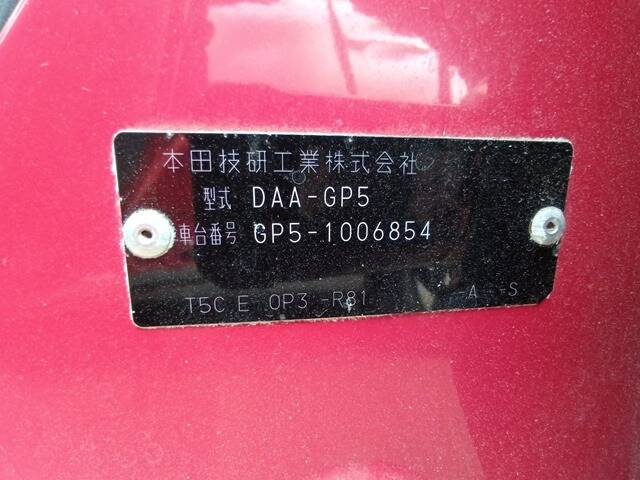 本田技研工業株式会社
型式 DAA-GP5
車台番号 GP5-1006854
T5C E 0P3 -R81 -A -S